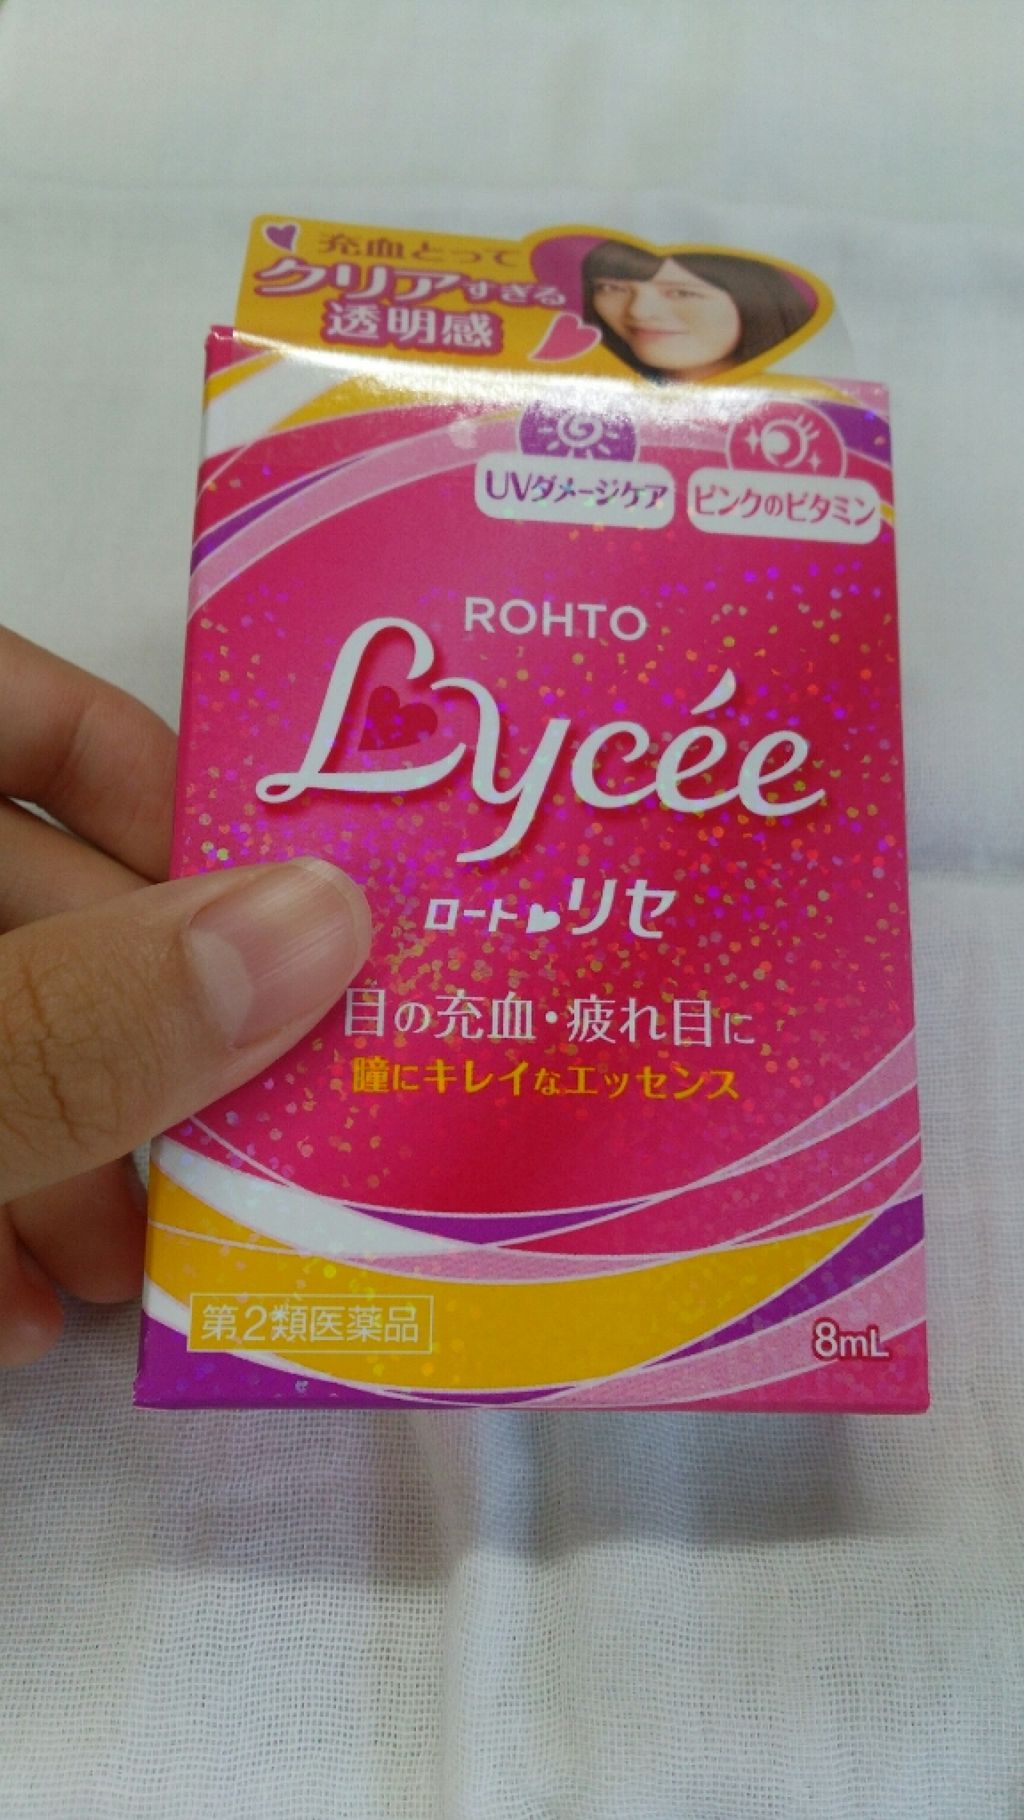 充血とって
クリアすぎる
透明感
UVダメージケア
ピンクのビタミン
ROHTO
Lycée
ロート リセ
目の充血・疲れ目に
瞳にキレイなエッセンス
第2類医薬品
8mL